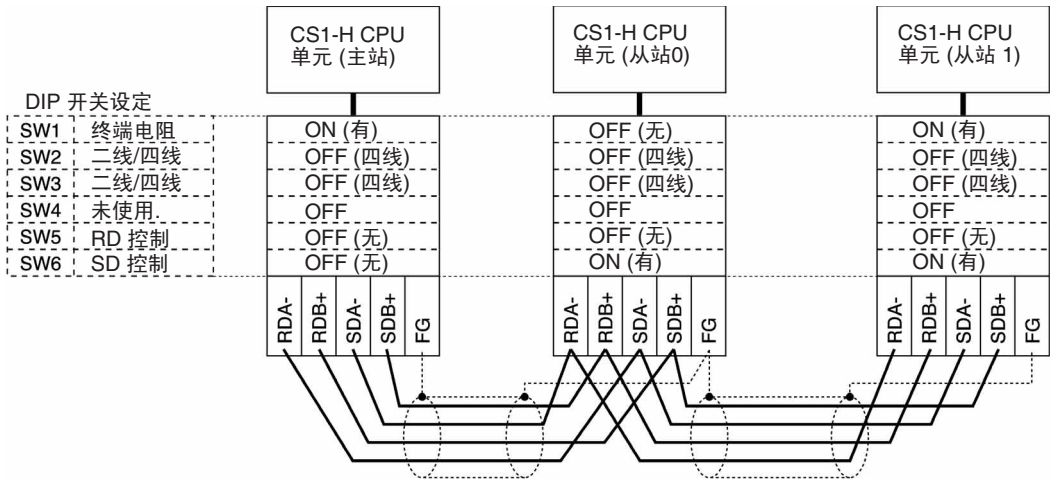 CS1-H CPU
单元 (主站)
CS1-H CPU
单元 (从站0)
CS1-H CPU
单元 (从站 1)
DIP 开关设定
SW1 终端电阻 ON (有) OFF (无) ON (有)
SW2 二线/四线 OFF (四线) OFF (四线) OFF (四线)
SW3 二线/四线 OFF (四线) OFF (四线) OFF (四线)
SW4 未使用. OFF OFF OFF
SW5 RD 控制 OFF (无) OFF (无) OFF (无)
SW6 SD 控制 OFF (无) ON (有) ON (有)
RDA- RDB+ SDA- SDB+ FG RDA- RDB+ SDA- SDB+ FG RDA- RDB+ SDA- SDB+ FG